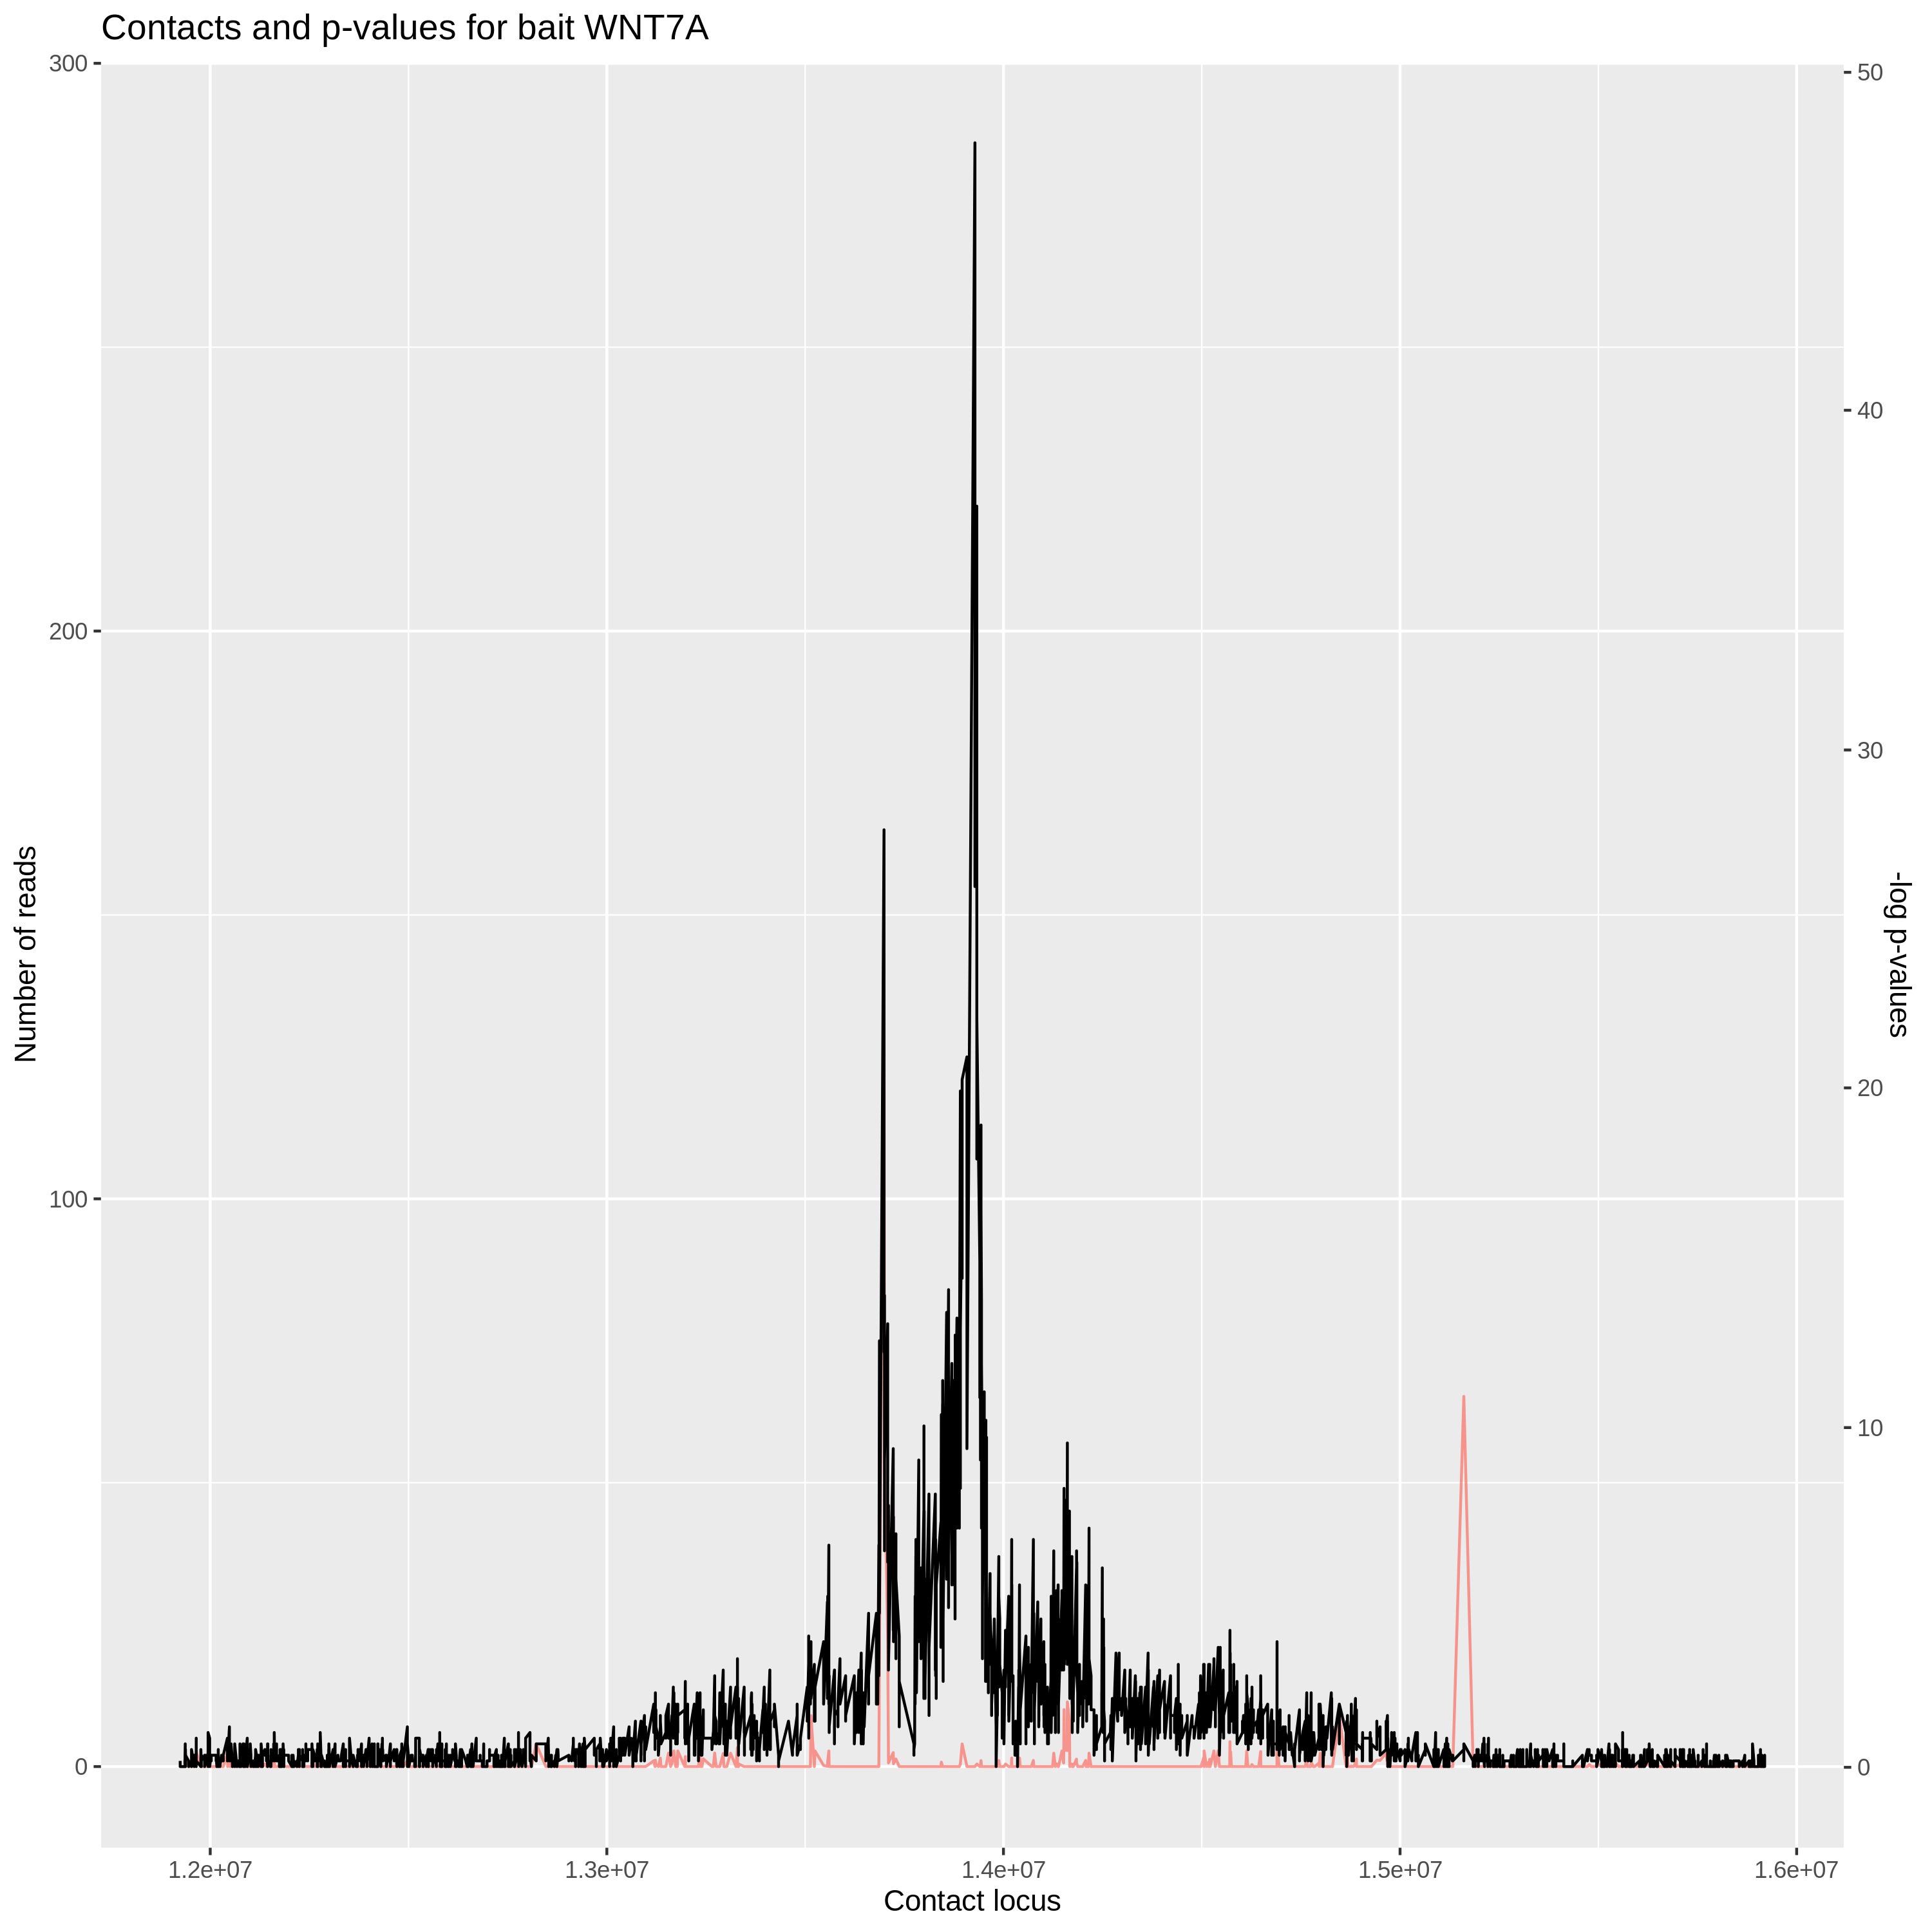 Contacts and p-values for bait WNT7A
300
200
100
0
Number of reads
50
40
30
20
10
0
-log p-values
1.2e+07 1.3e+07 1.4e+07 1.5e+07 1.6e+07
Contact locus